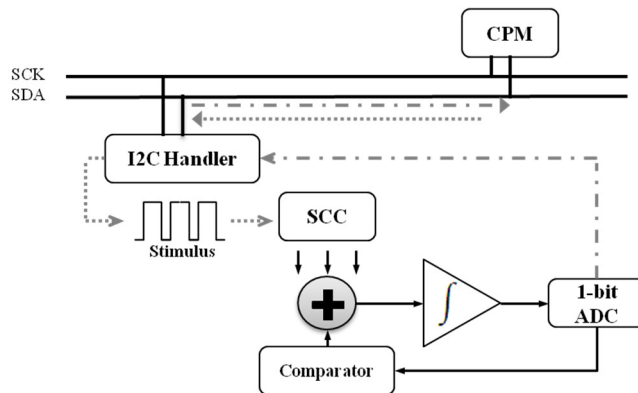 CPM
SCK
SDA
I2C Handler
SCC
Stimulus
∫
1-bit
ADC
Comparator